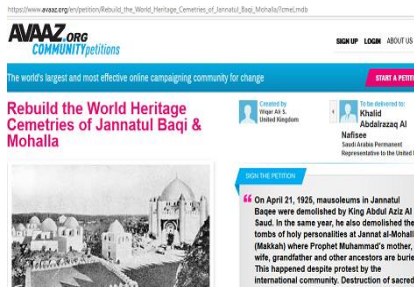 https://www.avaaz.org/en/petition/Rebuild_the_World_Heritage_Cemetries_of_Jannatul_Baqi_Mohalla/?cmeLmdb
AVAAZ.ORG
COMMUNITYpetitions
SIGN UP LOGIN ABOUT US
The world's largest and most effective online campaigning community for change
START A PETIT
Rebuild the World Heritage
Cemetries of Jannatul Baqi &
Mohalla
Created by
Wiqar Ali S.
United Kingdom
To be delivered to:
Khalid
Abdalrazaq Al
Nafisee
Saudi Arabia Permanent
Representative to the United
SIGN THE PETITION
On April 21, 1925, mausoleums in Jannatul
Baqee were demolished by King Abdul Aziz Al
Saud. In the same year, he also demolished the
tombs of holy personalities at Jannat al-Mohall
(Makkah) where Prophet Muhammad's mother,
wife, grandfather and other ancestors are burie
This happened despite protest by the
international community. Destruction of sacred